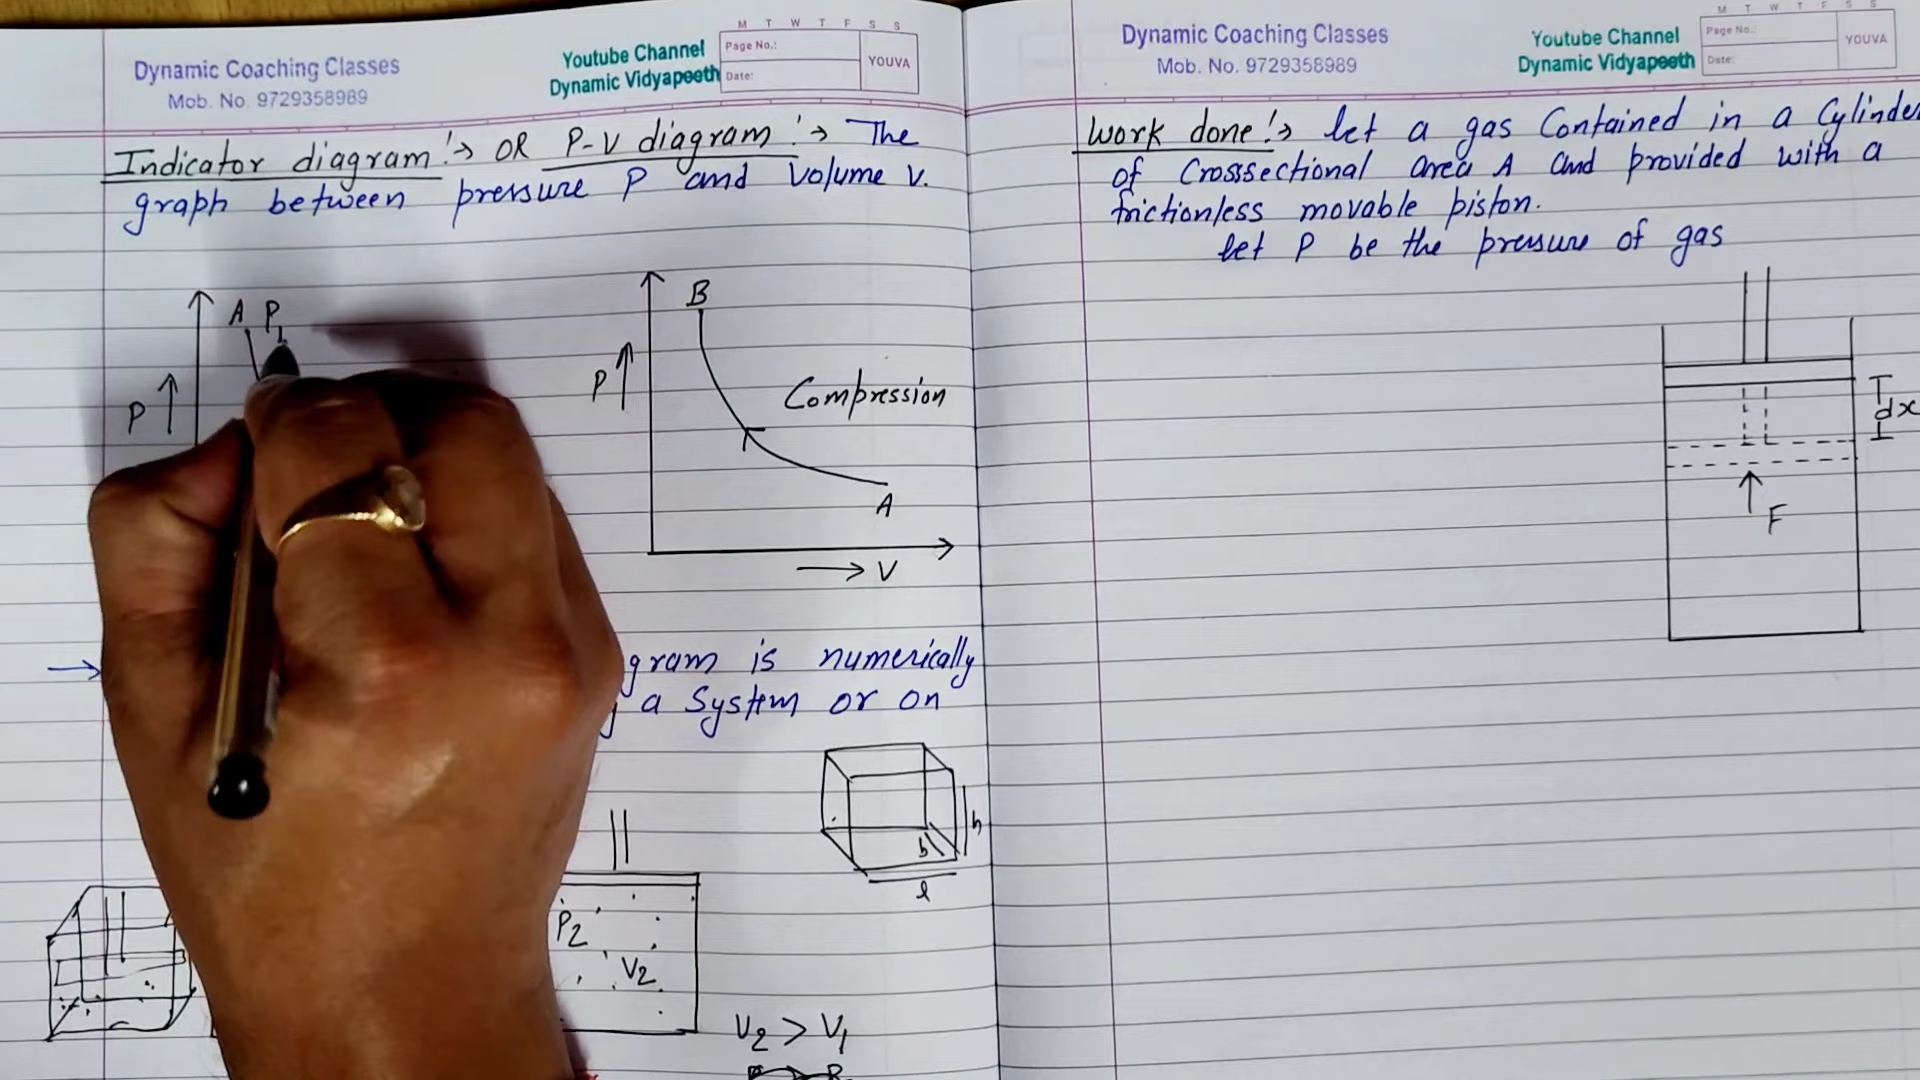 M T W T F S S
Dynamic Coaching Classes
Mob. No. 9729358989
Youtube Channel
Dynamic Vidyapeeth
Page No.:
Date:
YOUVA
Indicator diagram:→ OR P-V diagram:→ The
graph between pressure P and Volume V.
A P1
P
B
P
Compression
A
V
gram is numerically
a System or on
h
b
l
P2
V2
V2 > V1
M T W T F S S
Dynamic Coaching Classes
Mob. No. 9729358989
Youtube Channel
Dynamic Vidyapeeth
Page No.:
Date:
YOUVA
Work done:→ let a gas Contained in a Cylinder
of Crosssectional area A and provided with a
frictionless movable piston.
let P be the pressure of gas
dx
F